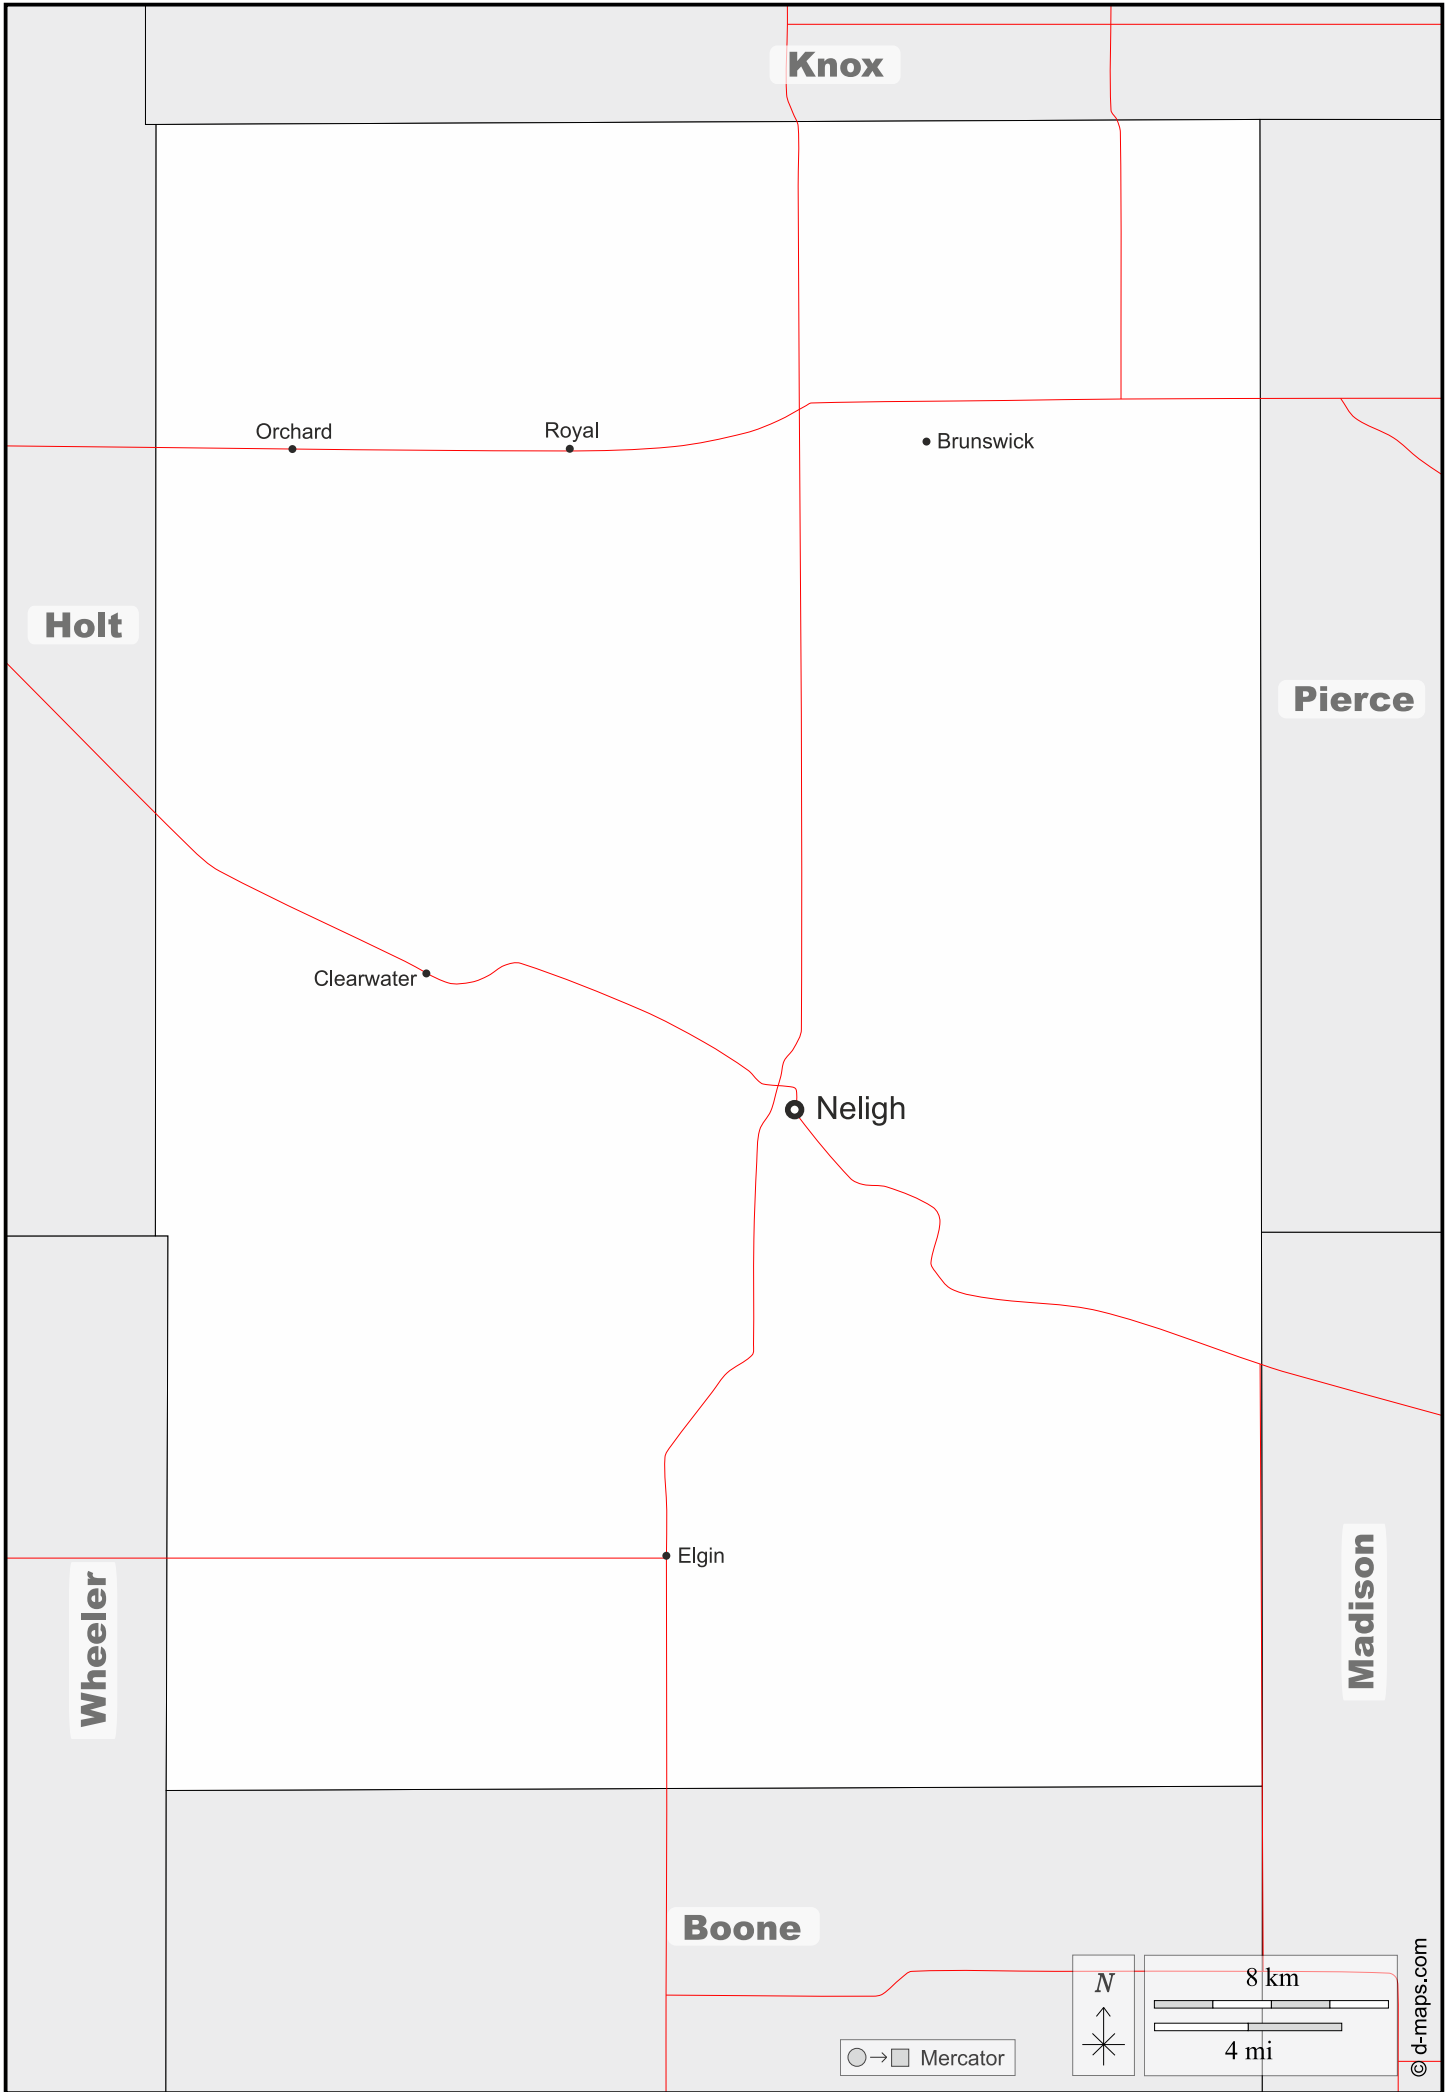 Knox
Orchard
Royal
Brunswick
Holt
Pierce
Clearwater
Neligh
Elgin
Wheeler
Madison
Boone
N
8 km
4 mi
Mercator
© d-maps.com